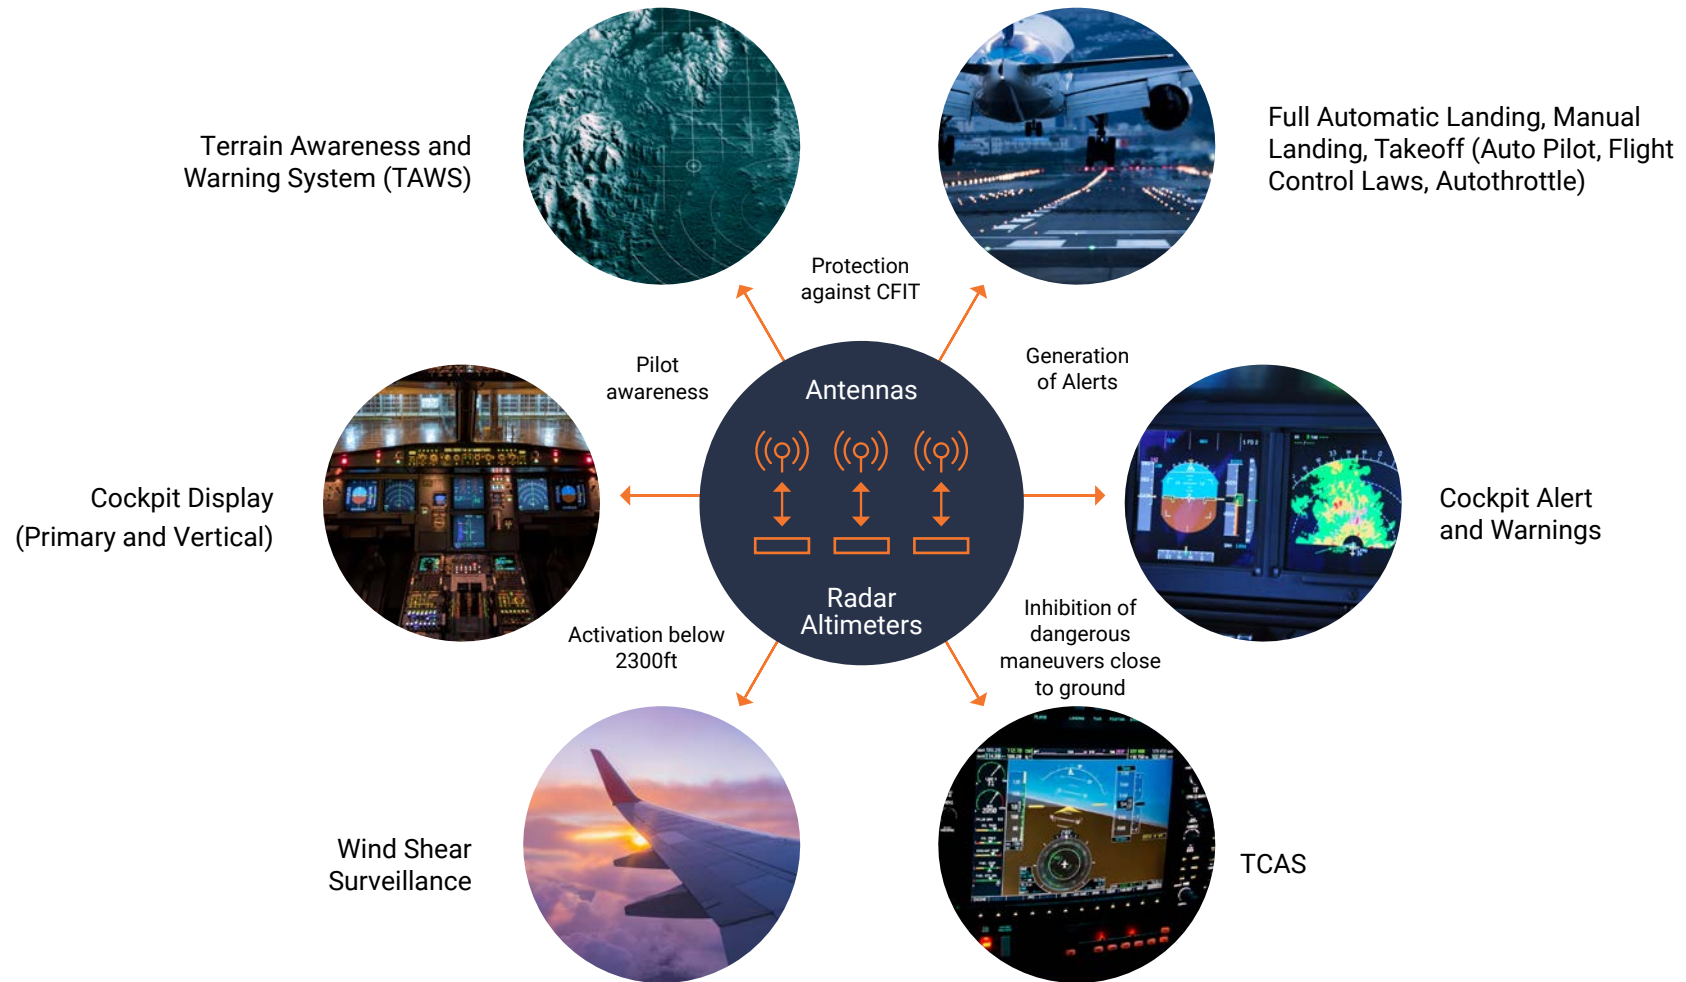 Terrain Awareness and
Warning System (TAWS)
Full Automatic Landing, Manual
Landing, Takeoff (Auto Pilot, Flight
Control Laws, Autothrottle)
Protection
against CFIT
Pilot
awareness
Generation
of Alerts
Antennas
Cockpit Display
(Primary and Vertical)
Cockpit Alert
and Warnings
Radar
Altimeters
Activation below
2300ft
Inhibition of
dangerous
maneuvers close
to ground
Wind Shear
Surveillance
TCAS